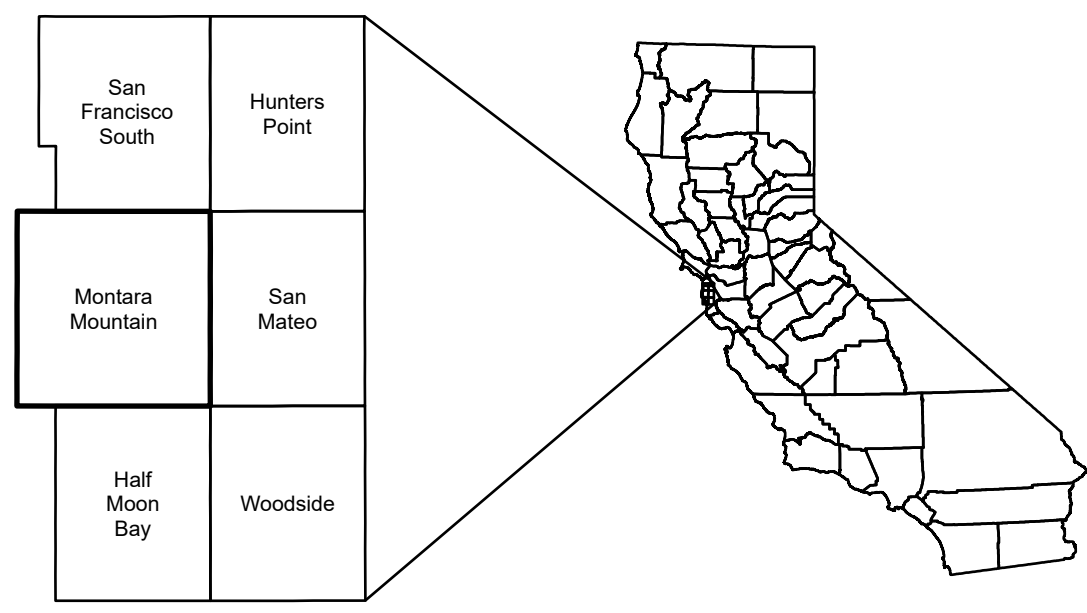 San
Francisco
South
Hunters
Point
Montara
Mountain
San
Mateo
Half
Moon
Bay
Woodside